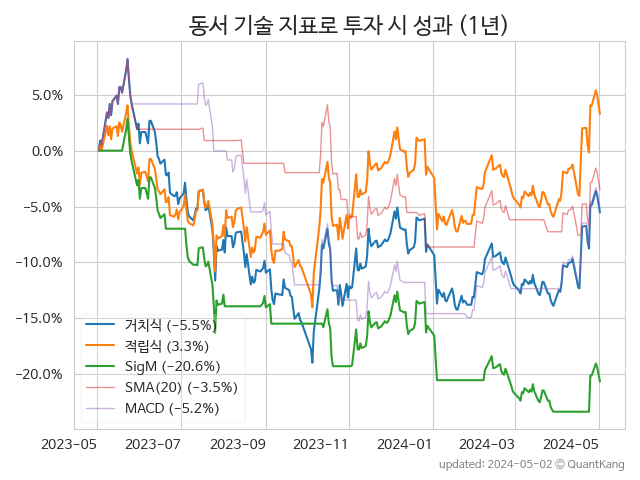 동서 기술 지표로 투자 시 성과 (1년)
5.0%
0.0%
−5.0%
−10.0%
−15.0%
−20.0%
거치식 (−5.5%)
적립식 (3.3%)
SigM (−20.6%)
SMA(20) (−3.5%)
MACD (−5.2%)
2023-05 2023-07 2023-09 2023-11 2024-01 2024-03 2024-05
updated: 2024-05-02 © QuantKang